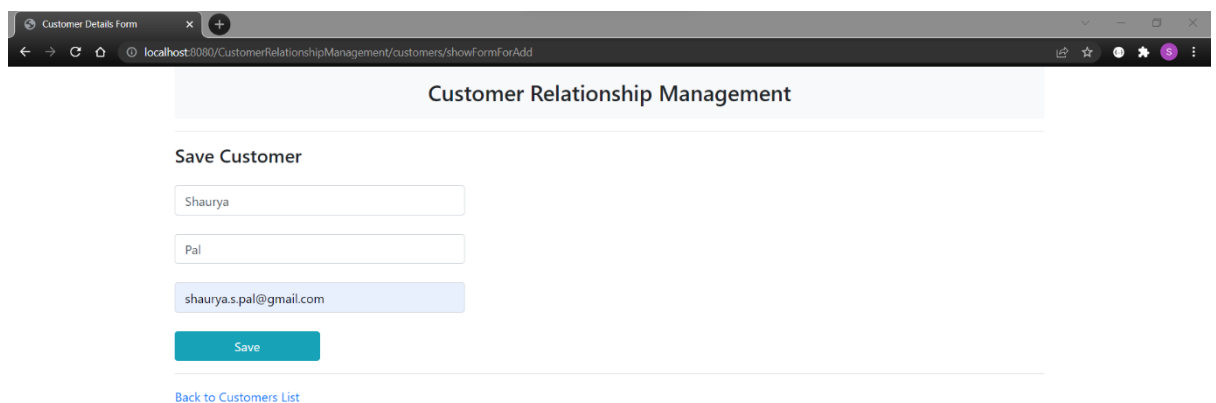 Customer Details Form
localhost:8080/CustomerRelationshipManagement/customers/showFormForAdd
S
Customer Relationship Management
Save Customer
Shaurya
Pal
shaurya.s.pal@gmail.com
Save
Back to Customers List